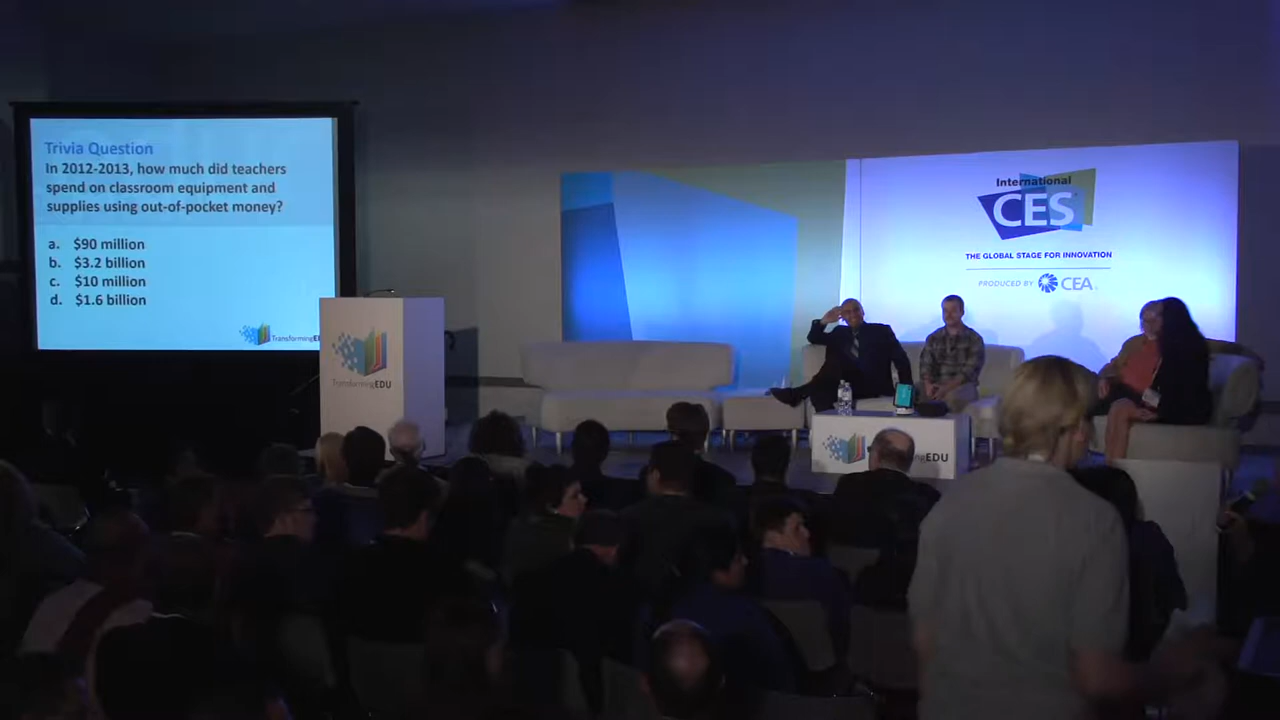 Trivia Question
In 2012-2013, how much did teachers
spend on classroom equipment and
supplies using out-of-pocket money?
a. $90 million
b. $3.2 billion
c. $10 million
d. $1.6 billion
TransformingE
TransformingEDU
International
CES
THE GLOBAL STAGE FOR INNOVATION
PRODUCED BY CEA
ingEDU